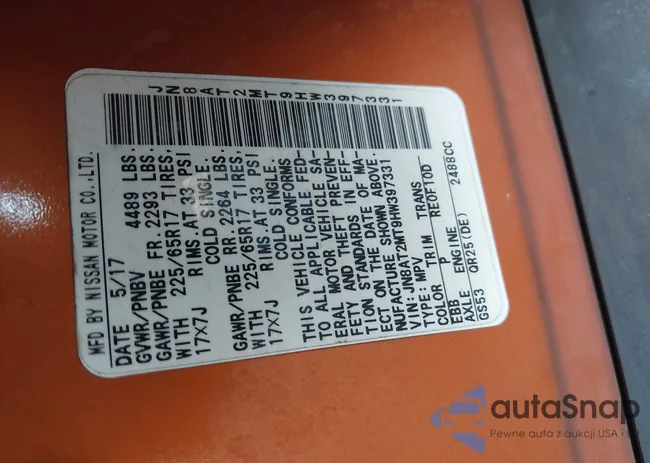 JN8AT2MT9HW397331
MFD BY NISSAN MOTOR CO.,LTD.
DATE 5/17
GVWR/PNBV 4489 LBS.
GAWR/PNBE FR. 2293 LBS.
WITH 225/65R17 TIRES,
17X7J RIMS AT 33 PSI
COLD SINGLE.
GAWR/PNBE RR. 2264 LBS.
WITH 225/65R17 TIRES,
17X7J RIMS AT 33 PSI
COLD SINGLE.
THIS VEHICLE CONFORMS
TO ALL APPLICABLE FED-
ERAL MOTOR VEHICLE SA-
FETY AND THEFT PREVEN-
TION STANDARDS IN EFF-
ECT ON THE DATE OF MA-
NUFACTURE SHOWN ABOVE.
VIN:JN8AT2MT9HW397331
TYPE: MPV
COLOR TRIM TRANS
EBB P RE0F10D
AXLE ENGINE
GS53 QR25(DE) 2488CC
autaSnap
Pewne auta z aukcji USA i